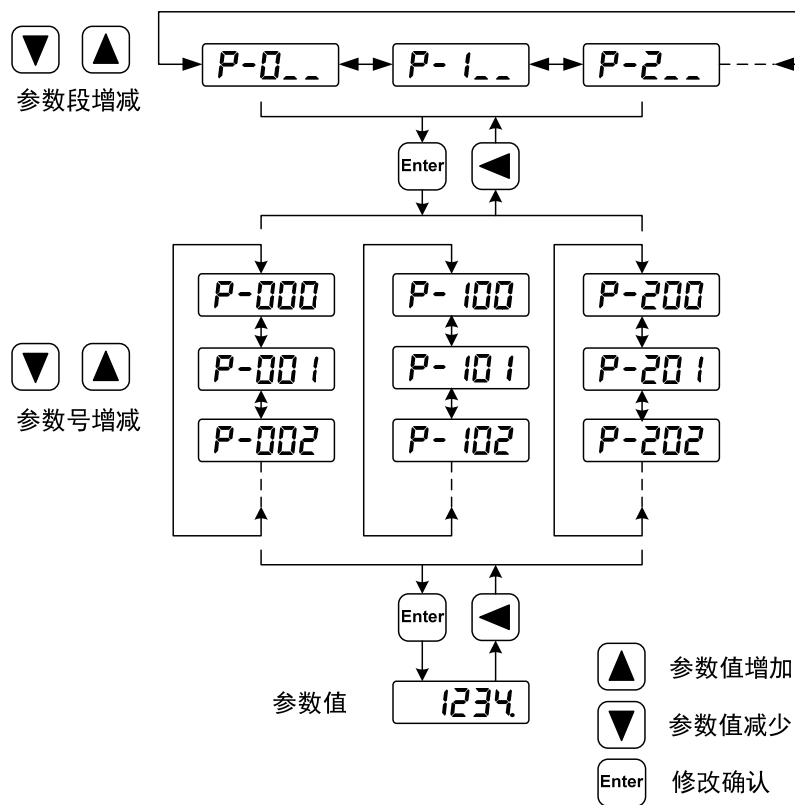 P-0__ P-1__ P-2__
参数段增减
Enter
P-000 P-100 P-200
P-001 P-101 P-201
参数号增减
P-002 P-102 P-202
Enter
参数值 1234.
参数值增加
参数值减少
Enter 修改确认